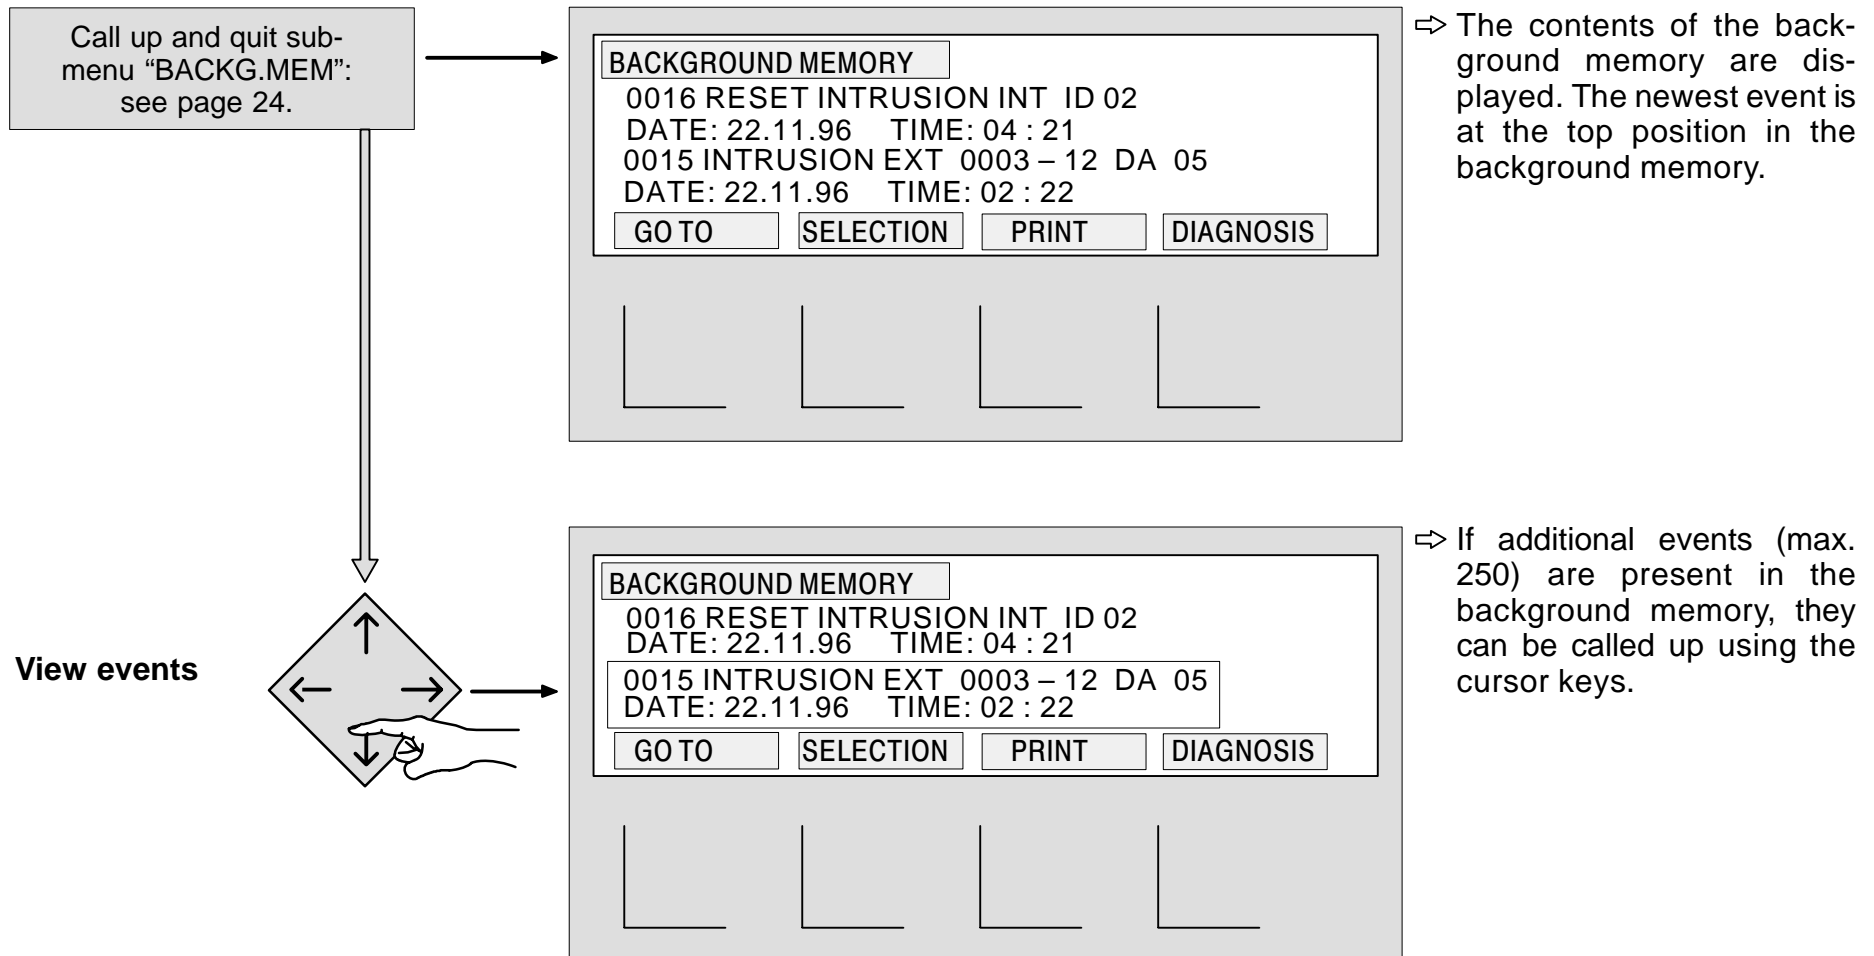 Call up and quit sub-
menu “BACKG.MEM”:
see page 24.
BACKGROUND MEMORY
0016 RESET INTRUSION INT ID 02
DATE: 22.11.96 TIME: 04 : 21
0015 INTRUSION EXT 0003 – 12 DA 05
DATE: 22.11.96 TIME: 02 : 22
GO TO SELECTION PRINT DIAGNOSIS
⇨ The contents of the back-
ground memory are dis-
played. The newest event is
at the top position in the
background memory.
View events
BACKGROUND MEMORY
0016 RESET INTRUSION INT ID 02
DATE: 22.11.96 TIME: 04 : 21
0015 INTRUSION EXT 0003 – 12 DA 05
DATE: 22.11.96 TIME: 02 : 22
GO TO SELECTION PRINT DIAGNOSIS
⇨ If additional events (max.
250) are present in the
background memory, they
can be called up using the
cursor keys.